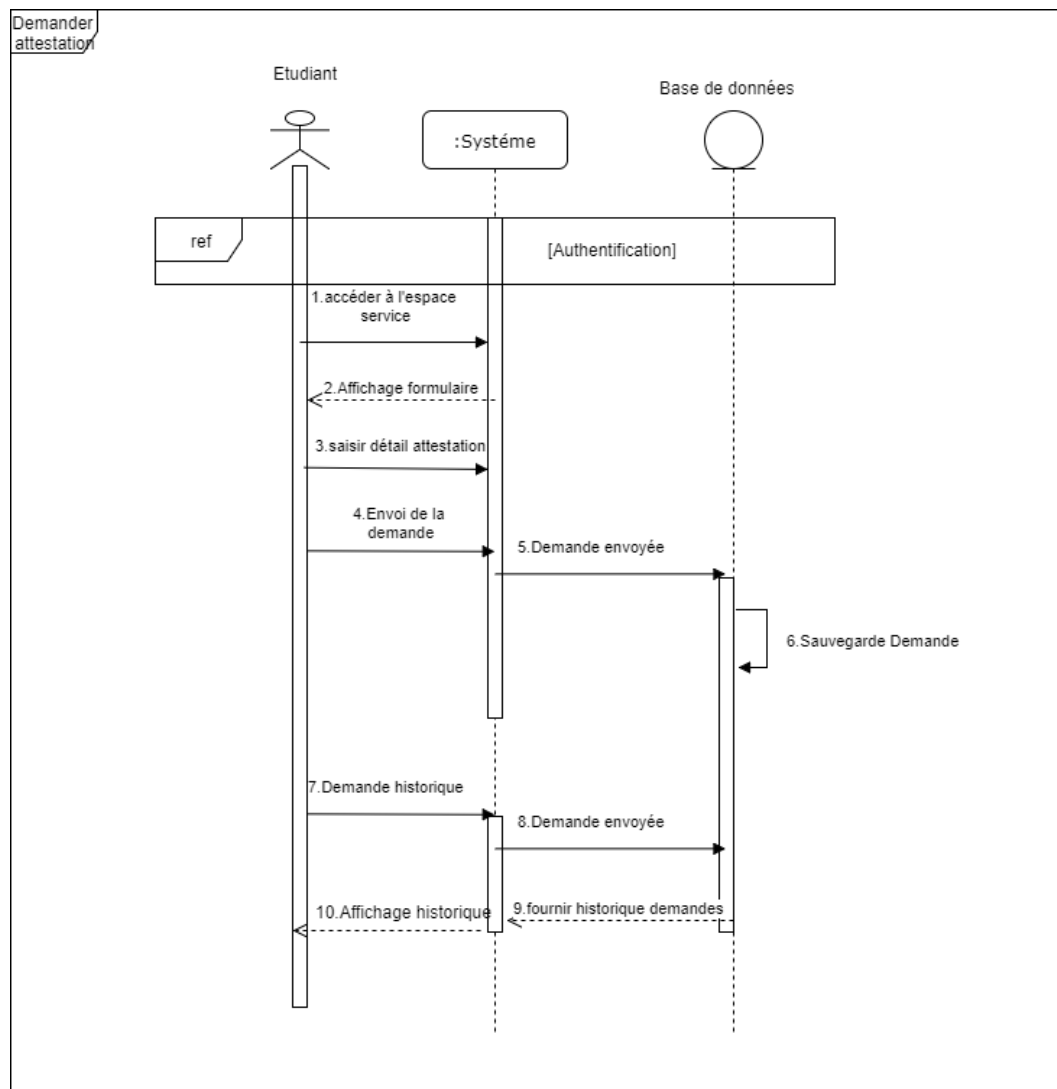 Demander
attestation
Etudiant
:Systéme
Base de données
ref
[Authentification]
1.accéder à l'espace
service
2.Affichage formulaire
3.saisir détail attestation
4.Envoi de la
demande
5.Demande envoyée
6.Sauvegarde Demande
7.Demande historique
8.Demande envoyée
9.fournir historique demandes
10.Affichage historique